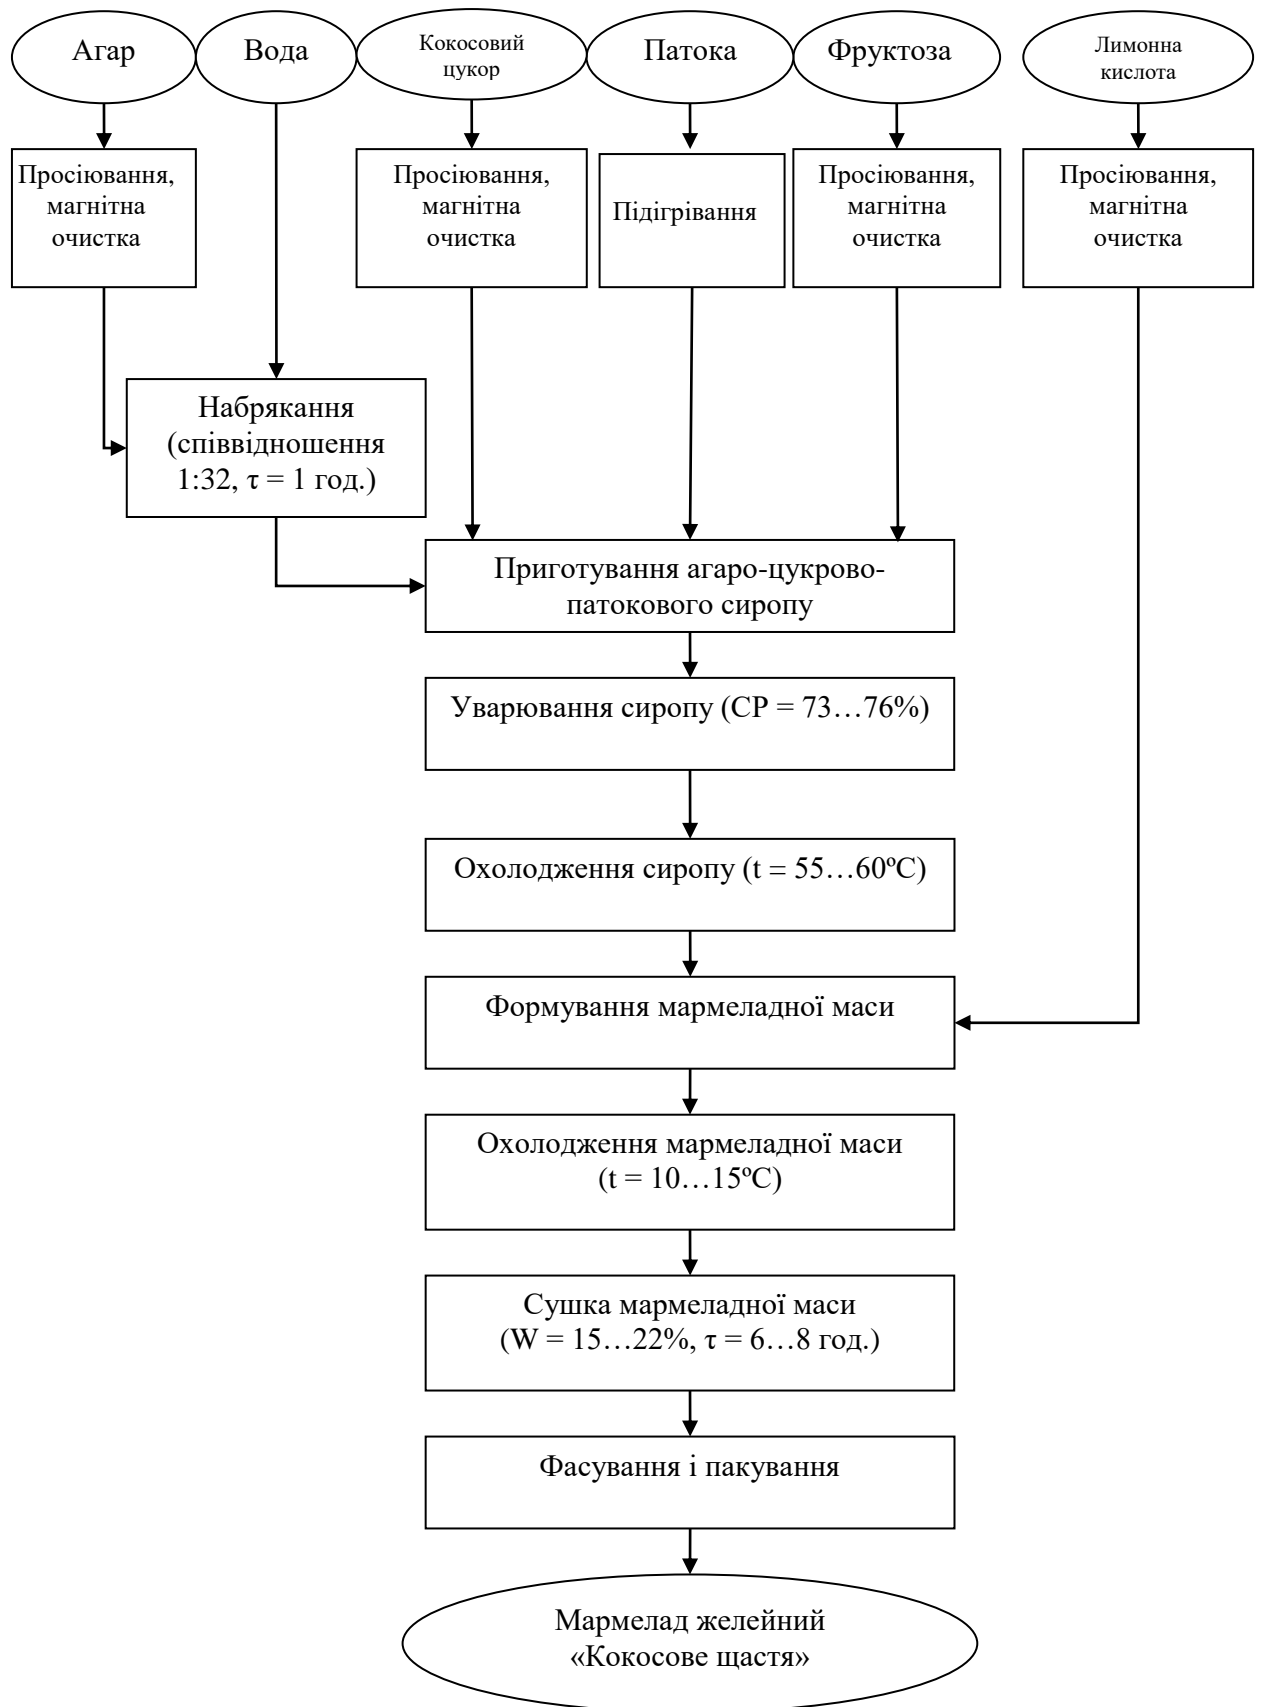 Агар
Вода
Кокосовий
цукор
Патока
Фруктоза
Лимонна
кислота
Просіювання,
магнітна
очистка
Просіювання,
магнітна
очистка
Підігрівання
Просіювання,
магнітна
очистка
Просіювання,
магнітна
очистка
Набрякання
(співвідношення
1:32, τ = 1 год.)
Приготування агаро-цукрово-
патокового сиропу
Уварювання сиропу (СР = 73…76%)
Охолодження сиропу (t = 55…60ºС)
Формування мармеладної маси
Охолодження мармеладної маси
(t = 10…15ºС)
Сушка мармеладної маси
(W = 15…22%, τ = 6…8 год.)
Фасування і пакування
Мармелад желейний
«Кокосове щастя»